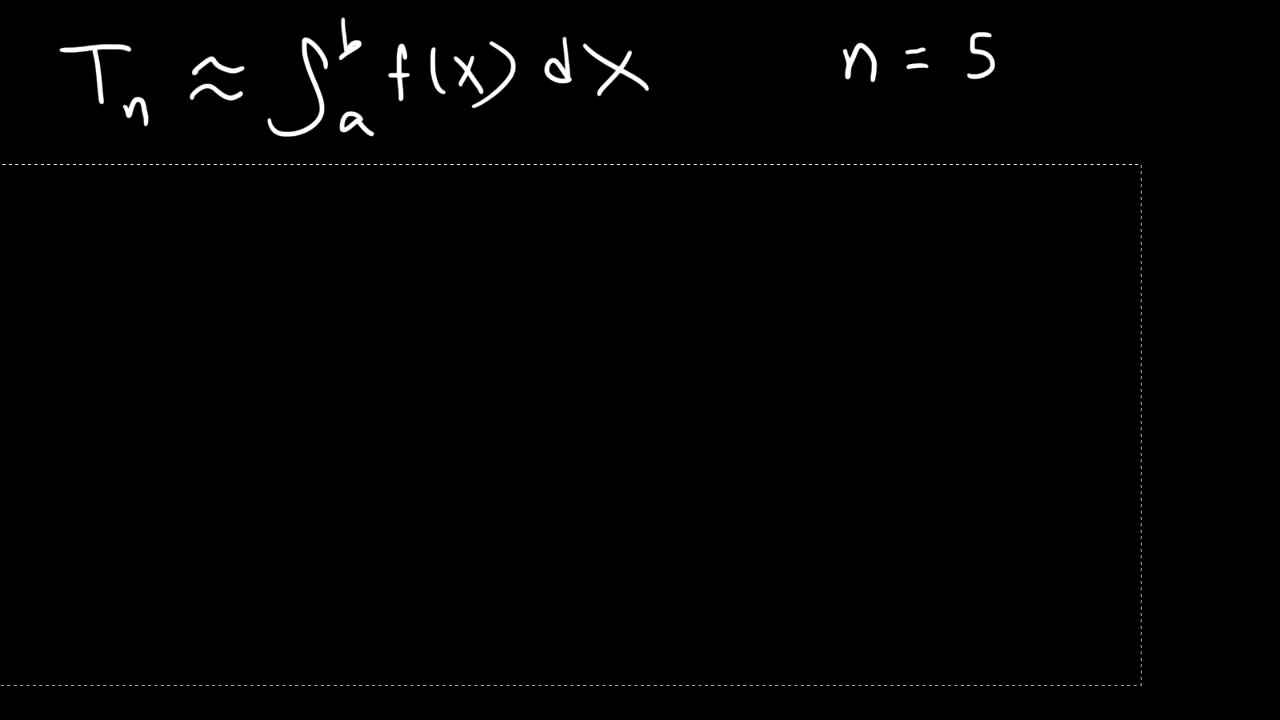 Tₙ ≈ ∫ₐᵇ f(x) dx n = 5